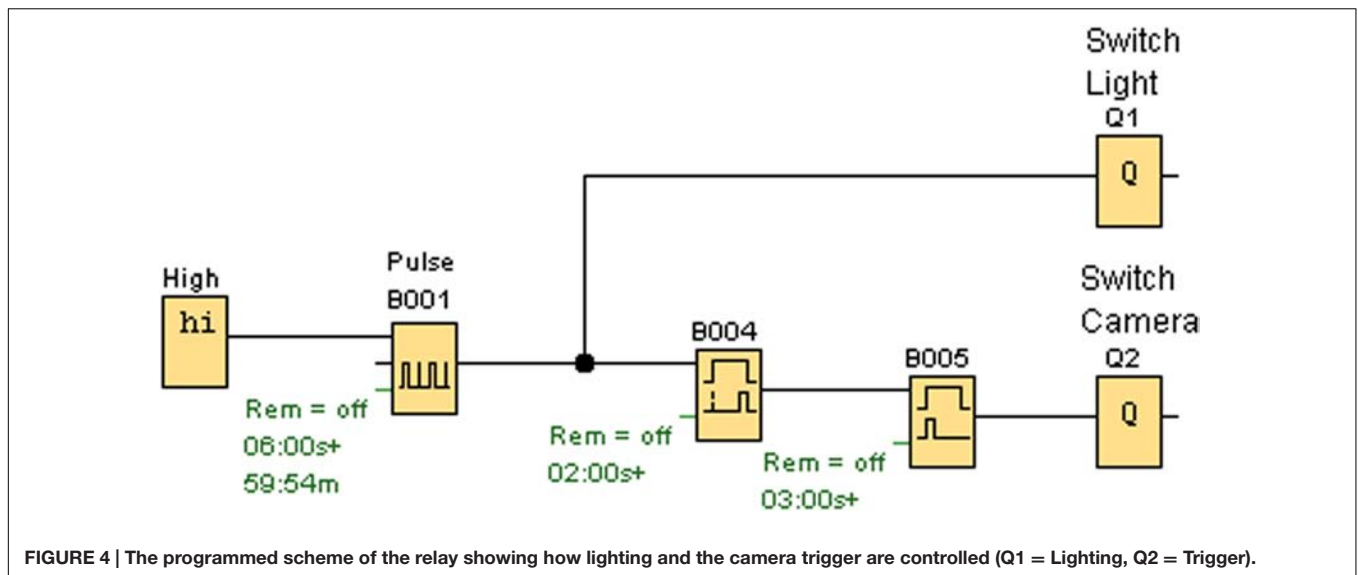 Switch
Light
Q1
Q
High
hi
Pulse
B001
Rem = off
06:00s+
59:54m
B004
Rem = off
02:00s+
B005
Rem = off
03:00s+
Switch
Camera
Q2
Q
FIGURE 4 | The programmed scheme of the relay showing how lighting and the camera trigger are controlled (Q1 = Lighting, Q2 = Trigger).